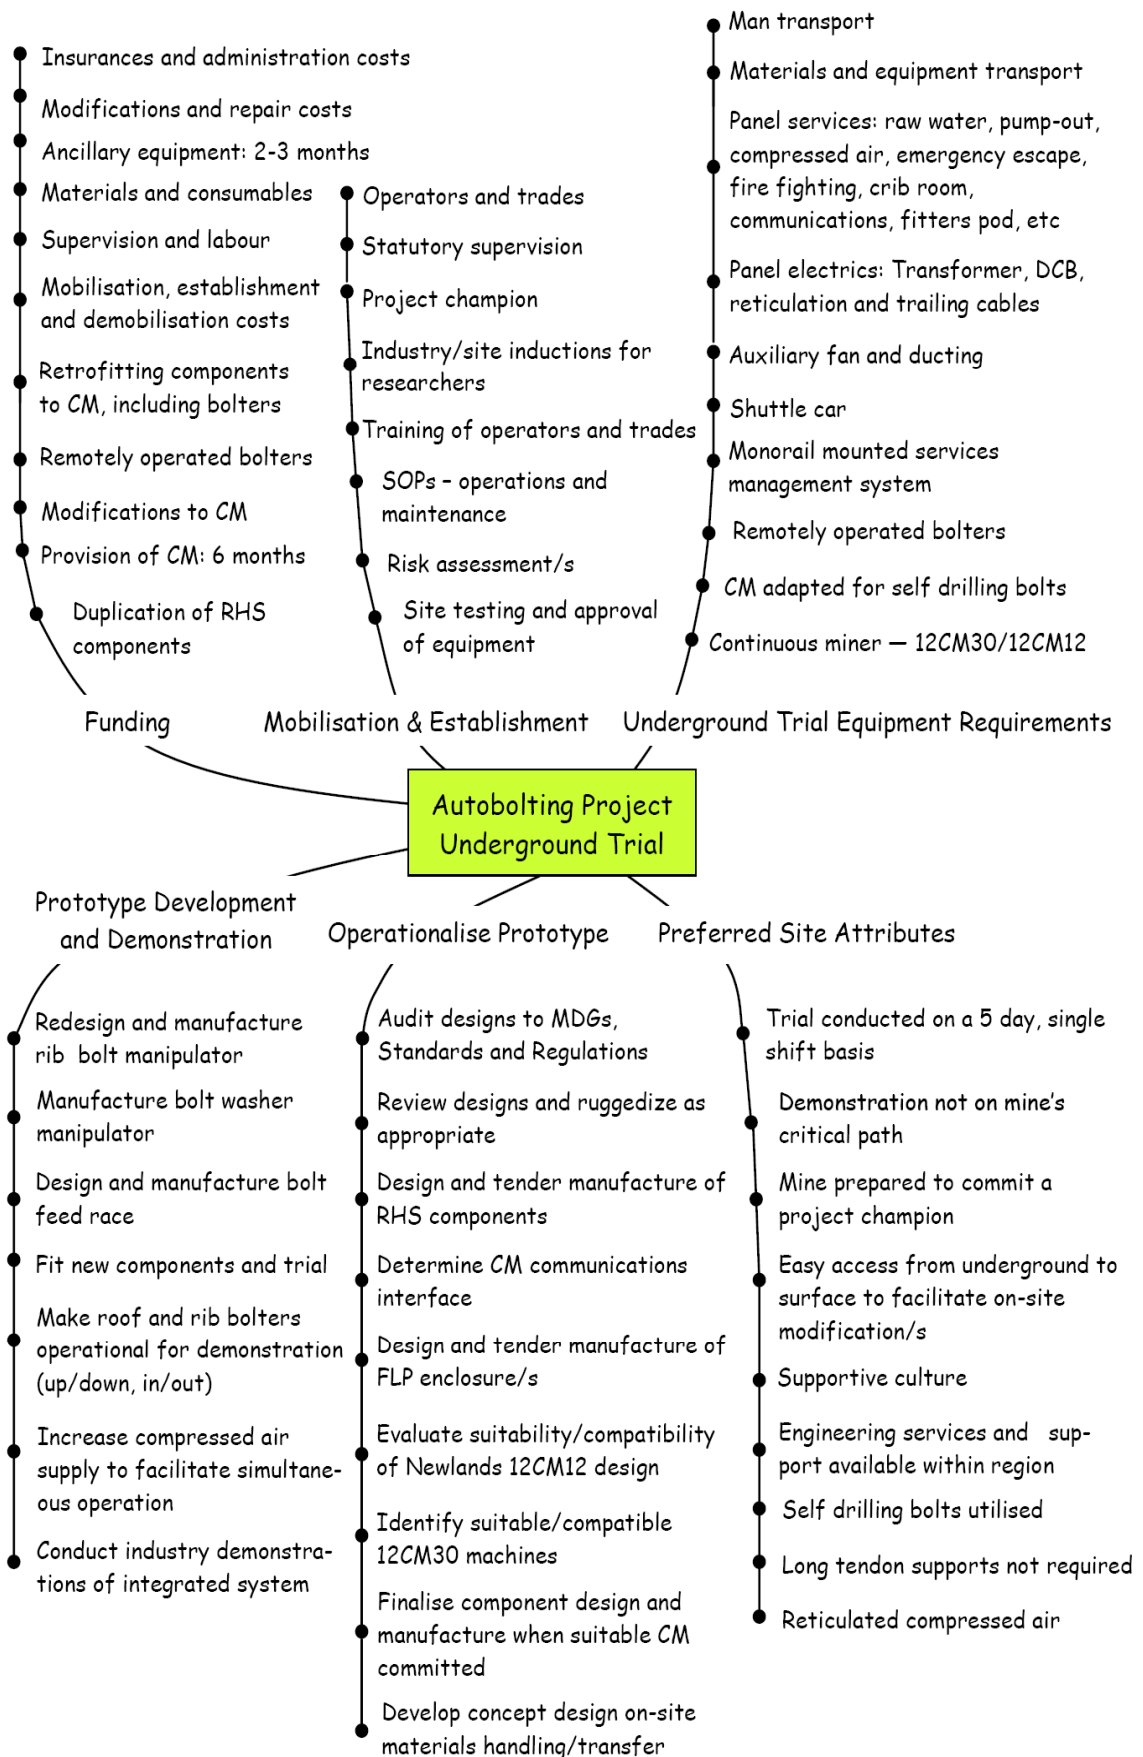 Insurances and administration costs
Modifications and repair costs
Ancillary equipment: 2-3 months
Materials and consumables
Supervision and labour
Mobilisation, establishment
and demobilisation costs
Retrofitting components
to CM, including bolters
Remotely operated bolters
Modifications to CM
Provision of CM: 6 months
Duplication of RHS
components
Funding
Operators and trades
Statutory supervision
Project champion
Industry/site inductions for
researchers
Training of operators and trades
SOPs – operations and
maintenance
Risk assessment/s
Site testing and approval
of equipment
Mobilisation & Establishment
Man transport
Materials and equipment transport
Panel services: raw water, pump-out,
compressed air, emergency escape,
fire fighting, crib room,
communications, fitters pod, etc
Panel electrics: Transformer, DCB,
reticulation and trailing cables
Auxiliary fan and ducting
Shuttle car
Monorail mounted services
management system
Remotely operated bolters
CM adapted for self drilling bolts
Continuous miner — 12CM30/12CM12
Underground Trial Equipment Requirements
Autobolting Project
Underground Trial
Prototype Development
and Demonstration
Redesign and manufacture
rib bolt manipulator
Manufacture bolt washer
manipulator
Design and manufacture bolt
feed race
Fit new components and trial
Make roof and rib bolters
operational for demonstration
(up/down, in/out)
Increase compressed air
supply to facilitate simultane-
ous operation
Conduct industry demonstra-
tions of integrated system
Operationalise Prototype
Audit designs to MDGs,
Standards and Regulations
Review designs and ruggedize as
appropriate
Design and tender manufacture of
RHS components
Determine CM communications
interface
Design and tender manufacture of
FLP enclosure/s
Evaluate suitability/compatibility
of Newlands 12CM12 design
Identify suitable/compatible
12CM30 machines
Finalise component design and
manufacture when suitable CM
committed
Develop concept design on-site
materials handling/transfer
Preferred Site Attributes
Trial conducted on a 5 day, single
shift basis
Demonstration not on mine's
critical path
Mine prepared to commit a
project champion
Easy access from underground to
surface to facilitate on-site
modification/s
Supportive culture
Engineering services and sup-
port available within region
Self drilling bolts utilised
Long tendon supports not required
Reticulated compressed air